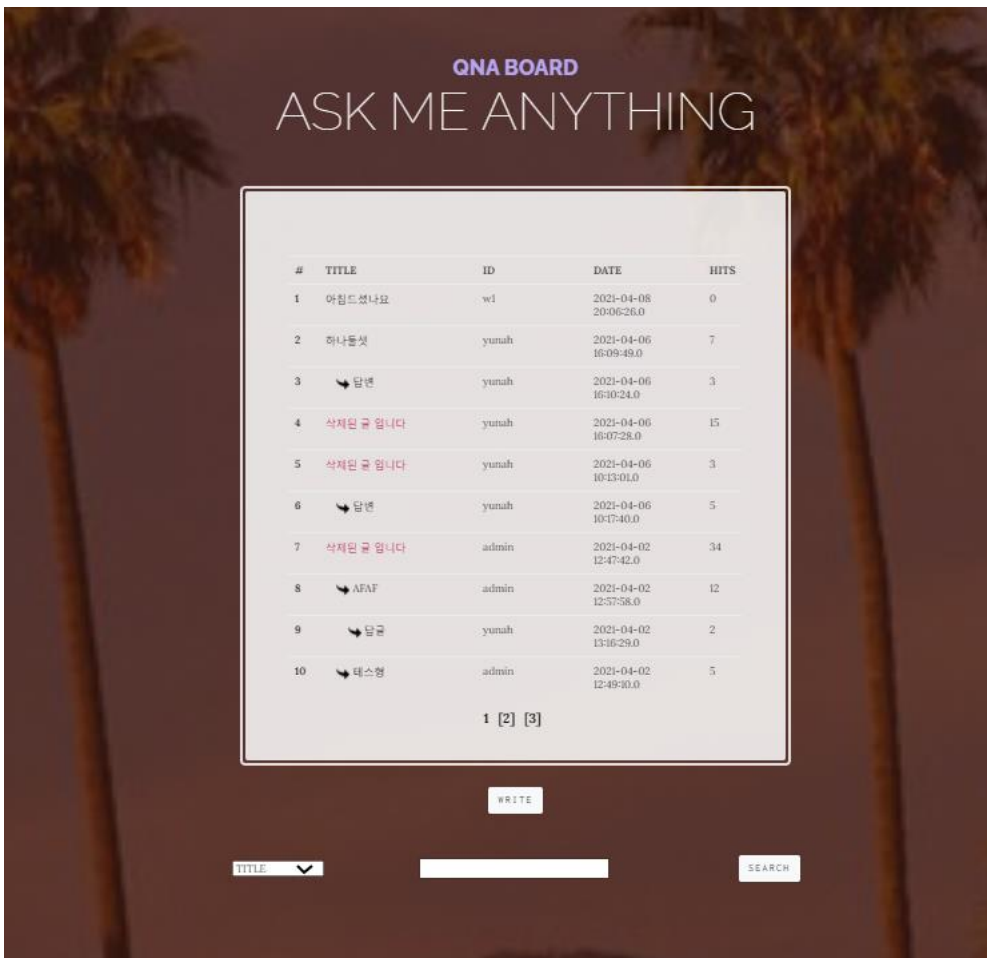 QNA BOARD
ASK ME ANYTHING
# TITLE ID DATE HITS
1 아침드셨나요 w1 2021-04-08 0
20:06:26.0
2 하나둘셋 yunah 2021-04-06 7
16:09:49.0
3 답변 yunah 2021-04-06 3
16:10:24.0
4 삭제된 글 입니다 yunah 2021-04-06 15
16:07:28.0
5 삭제된 글 입니다 yunah 2021-04-06 3
10:13:01.0
6 답변 yunah 2021-04-06 5
10:17:40.0
7 삭제된 글 입니다 admin 2021-04-02 34
12:47:42.0
8 AFAF admin 2021-04-02 12
12:57:58.0
9 답글 yunah 2021-04-02 2
13:16:29.0
10 테스형 admin 2021-04-02 5
12:49:10.0
1 [2] [3]
WRITE
TITLE SEARCH